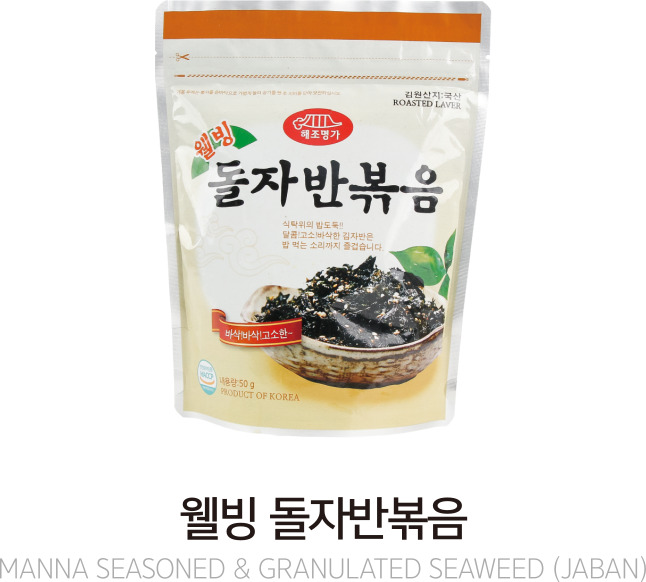 김원산지:국산
ROASTED LAVER
해조명가
웰빙
돌자반볶음
식탁위의 밥도둑!!
달콤!고소!바삭한 김자반은
밥 먹는 소리까지 즐겁습니다.
바삭!바삭!고소한~
HACCP
내용량:50 g
PRODUCT OF KOREA
웰빙 돌자반볶음
MANNA SEASONED & GRANULATED SEAWEED (JABAN)